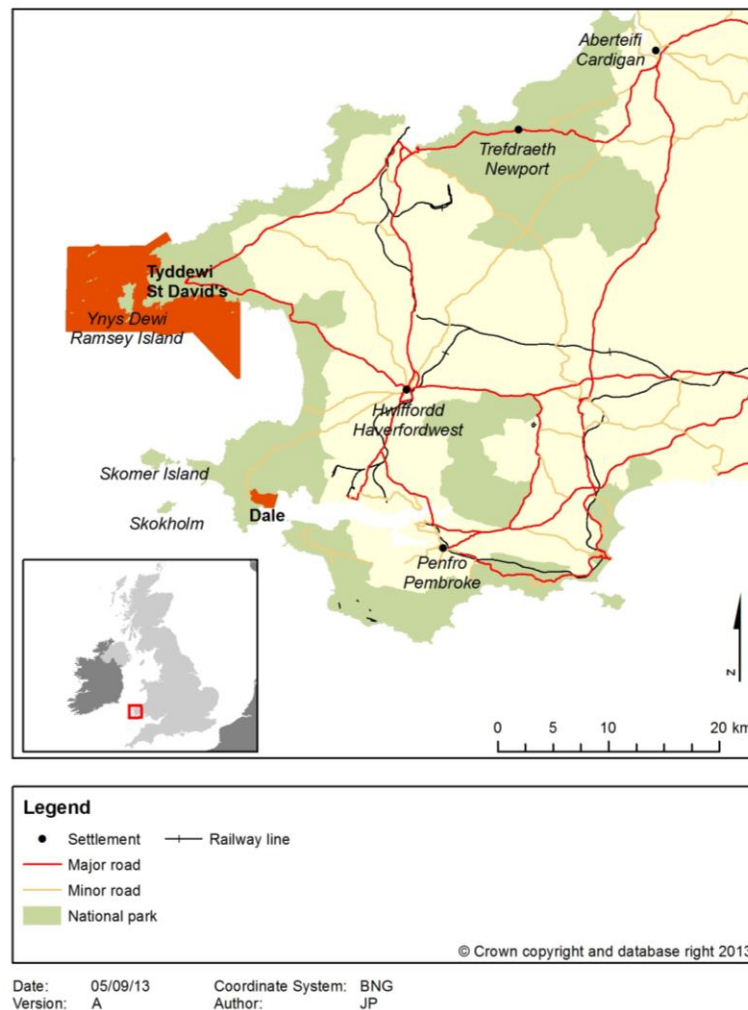 Aberteifi
Cardigan
Trefdraeth
Newport
Tyddewi
St David's
Ynys Dewi
Ramsey Island
Hwlffordd
Haverfordwest
Skomer Island
Skokholm
Dale
Penfro
Pembroke
N
0 5 10 20 km
Legend
Settlement Railway line
Major road
Minor road
National park
© Crown copyright and database right 2013
Date: 05/09/13 Coordinate System: BNG
Version: A Author: JP